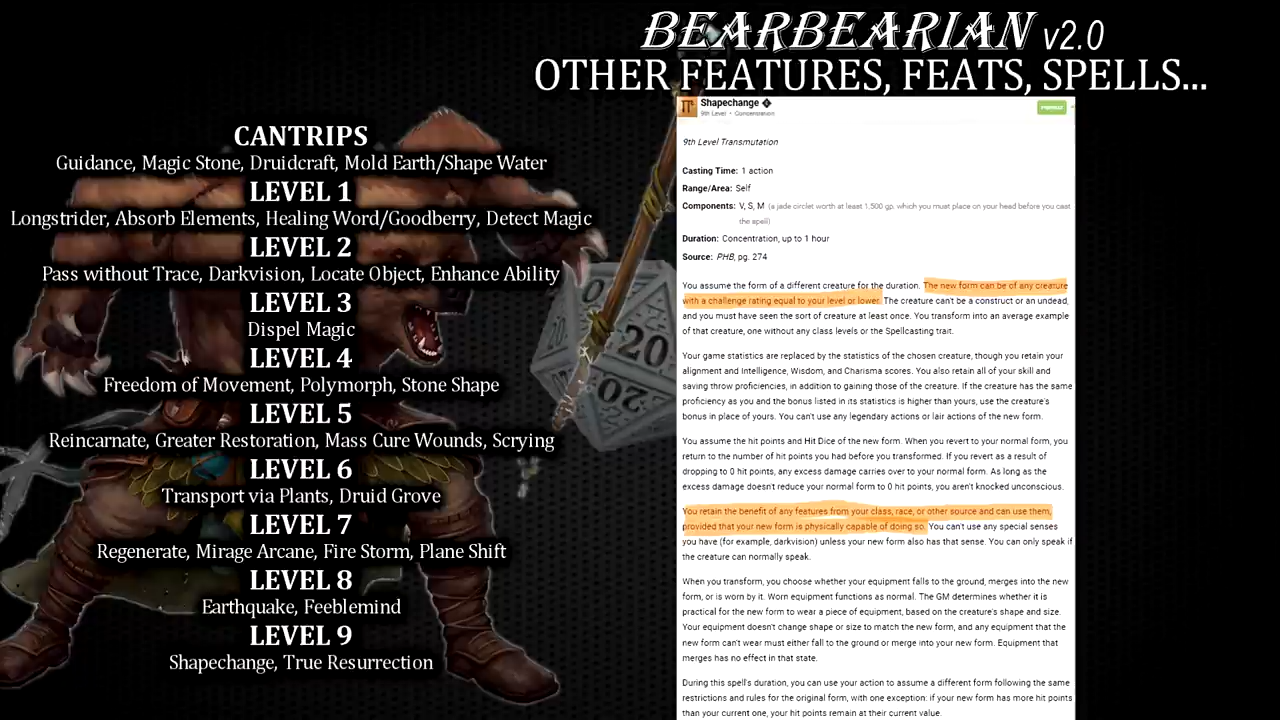 BEARBEARIAN v2.0
OTHER FEATURES, FEATS, SPELLS...
CANTRIPS
Guidance, Magic Stone, Druidcraft, Mold Earth/Shape Water
LEVEL 1
Longstrider, Absorb Elements, Healing Word/Goodberry, Detect Magic
LEVEL 2
Pass without Trace, Darkvision, Locate Object, Enhance Ability
LEVEL 3
Dispel Magic
LEVEL 4
Freedom of Movement, Polymorph, Stone Shape
LEVEL 5
Reincarnate, Greater Restoration, Mass Cure Wounds, Scrying
LEVEL 6
Transport via Plants, Druid Grove
LEVEL 7
Regenerate, Mirage Arcane, Fire Storm, Plane Shift
LEVEL 8
Earthquake, Feeblemind
LEVEL 9
Shapechange, True Resurrection
20
20
Shapechange
9th Level • Concentration
9th Level Transmutation
Casting Time: 1 action
Range/Area: Self
Components: V, S, M (a jade circlet worth at least 1,500 gp, which you must place on your head before you cast
the spell)
Duration: Concentration, up to 1 hour
Source: PHB, pg. 274
You assume the form of a different creature for the duration. The new form can be of any creature
with a challenge rating equal to your level or lower. The creature can't be a construct or an undead,
and you must have seen the sort of creature at least once. You transform into an average example
of that creature, one without any class levels or the Spellcasting trait.
Your game statistics are replaced by the statistics of the chosen creature, though you retain your
alignment and Intelligence, Wisdom, and Charisma scores. You also retain all of your skill and
saving throw proficiencies, in addition to gaining those of the creature. If the creature has the same
proficiency as you and the bonus listed in its statistics is higher than yours, use the creature's
bonus in place of yours. You can't use any legendary actions or lair actions of the new form.
You assume the hit points and Hit Dice of the new form. When you revert to your normal form, you
return to the number of hit points you had before you transformed. If you revert as a result of
dropping to 0 hit points, any excess damage carries over to your normal form. As long as the
excess damage doesn't reduce your normal form to 0 hit points, you aren't knocked unconscious.
You retain the benefit of any features from your class, race, or other source and can use them,
provided that your new form is physically capable of doing so. You can't use any special senses
you have (for example, darkvision) unless your new form also has that sense. You can only speak if
the creature can normally speak.
When you transform, you choose whether your equipment falls to the ground, merges into the new
form, or is worn by it. Worn equipment functions as normal. The GM determines whether it is
practical for the new form to wear a piece of equipment, based on the creature's shape and size.
Your equipment doesn't change shape or size to match the new form, and any equipment that the
new form can't wear must either fall to the ground or merge into your new form. Equipment that
merges has no effect in that state.
During this spell's duration, you can use your action to assume a different form following the same
restrictions and rules for the original form, with one exception: if your new form has more hit points
than your current one, your hit points remain at their current value.